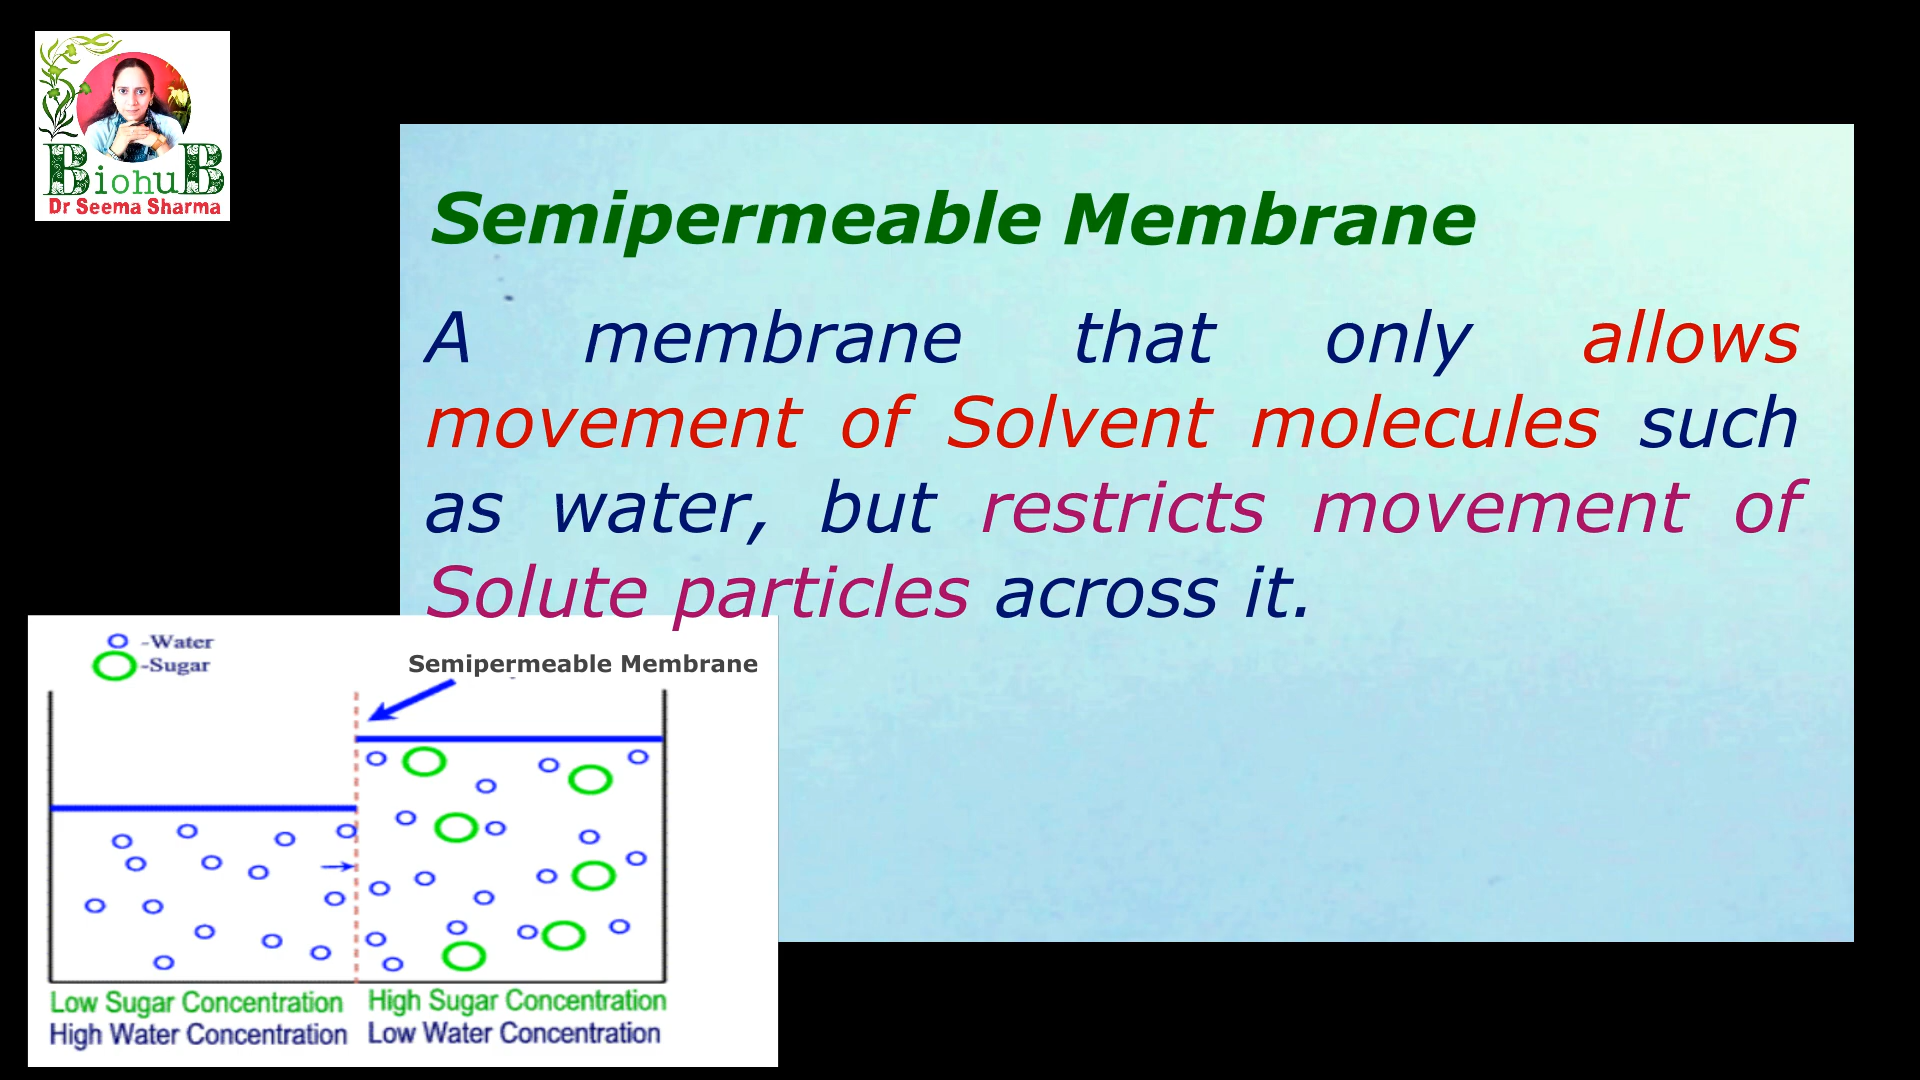 BiohuB
Dr Seema Sharma
Semipermeable Membrane
A membrane that only allows
movement of Solvent molecules such
as water, but restricts movement of
Solute particles across it.
-Water
-Sugar
Semipermeable Membrane
Low Sugar Concentration
High Water Concentration
High Sugar Concentration
Low Water Concentration